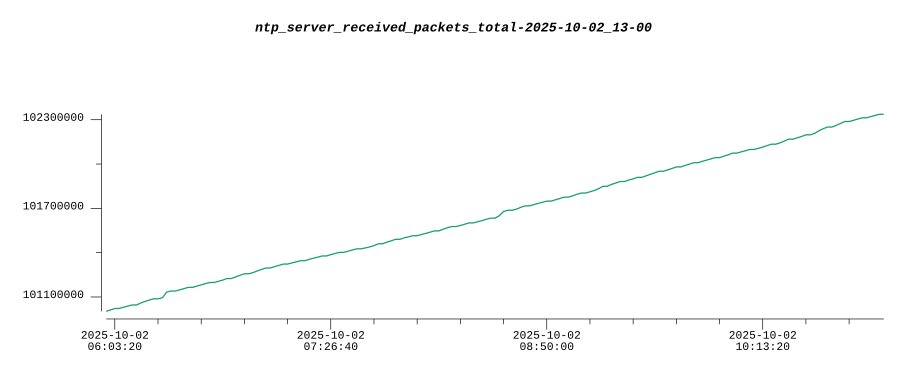 ntp_server_received_packets_total-2025-10-02_13-00
102300000
101700000
101100000
2025-10-02 2025-10-02 2025-10-02 2025-10-02
06:03:20 07:26:40 08:50:00 10:13:20